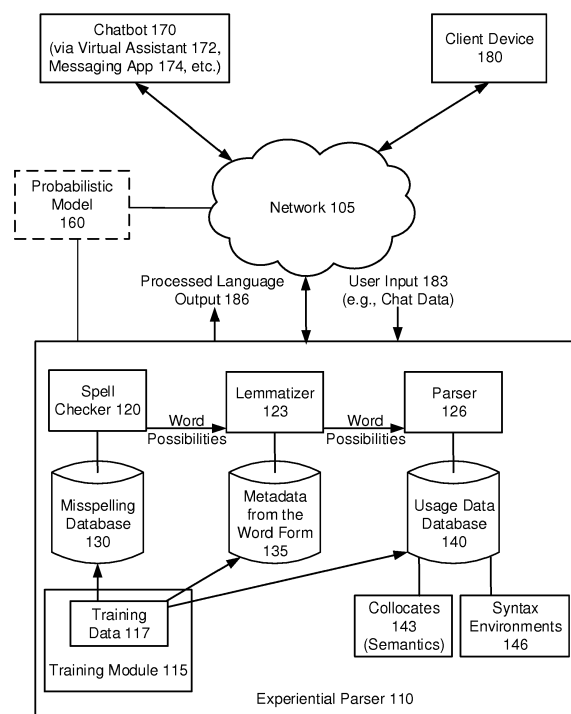 Chatbot 170
(via Virtual Assistant 172,
Messaging App 174, etc.)
Client Device
180
Probabilistic
Model
160
Network 105
Processed Language
Output 186
User Input 183
(e.g., Chat Data)
Spell
Checker 120
Word
Possibilities
Lemmatizer
123
Word
Possibilities
Parser
126
Misspelling
Database
130
Metadata
from the
Word Form
135
Usage Data
Database
140
Training
Data 117
Training Module 115
Collocates
143
(Semantics)
Syntax
Environments
146
Experiential Parser 110